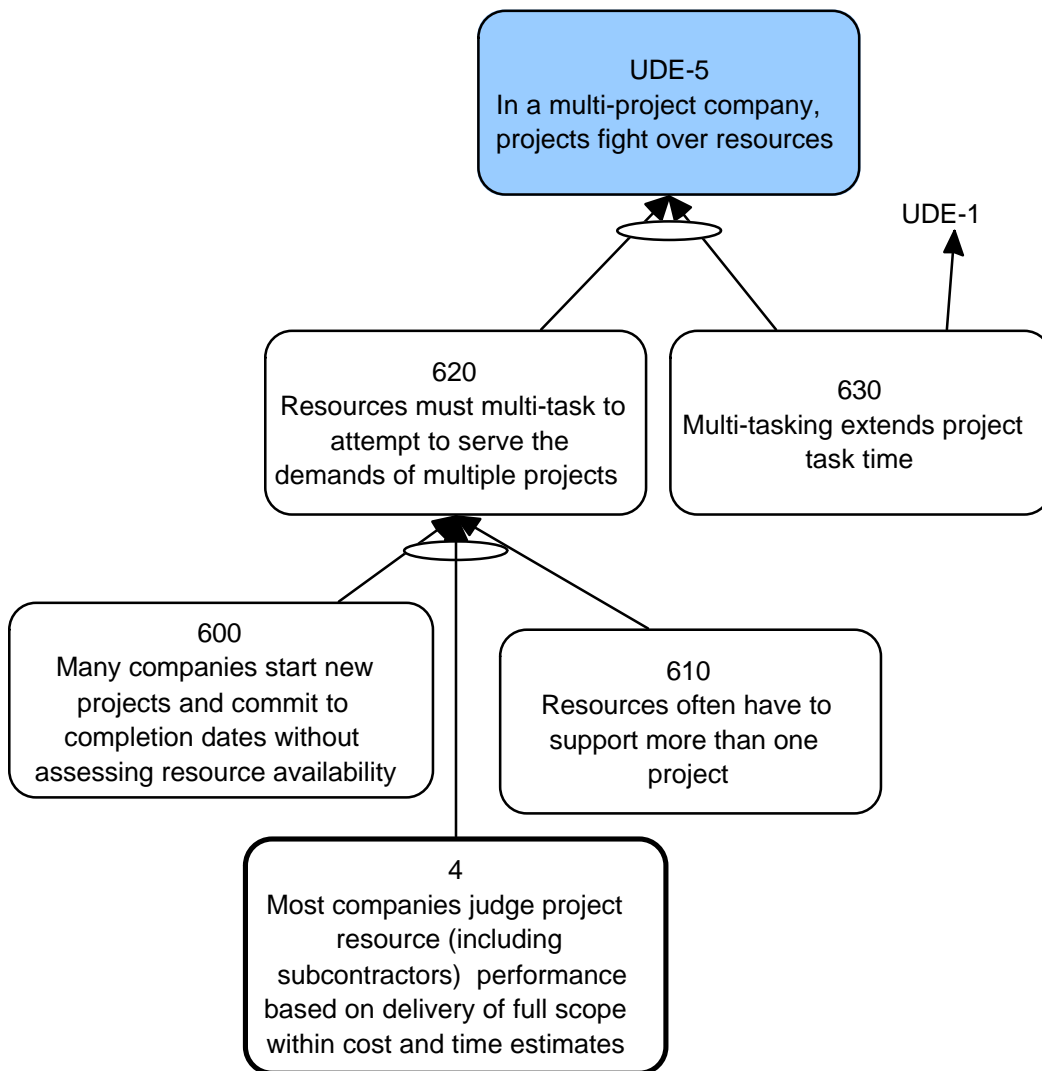 UDE-5
In a multi-project company,
projects fight over resources
UDE-1
620
Resources must multi-task to
attempt to serve the
demands of multiple projects
630
Multi-tasking extends project
task time
600
Many companies start new
projects and commit to
completion dates without
assessing resource availability
610
Resources often have to
support more than one
project
4
Most companies judge project
resource (including
subcontractors) performance
based on delivery of full scope
within cost and time estimates